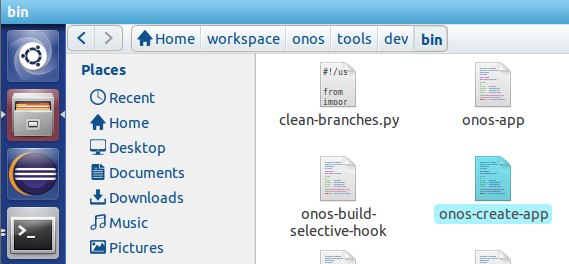 bin
Home workspace onos tools dev bin
Places
Recent
Home
Desktop
Documents
Downloads
Music
Pictures
#!/us
from
impor
clean-branches.py
onos-app
onos-build-
selective-hook
onos-create-app
>_